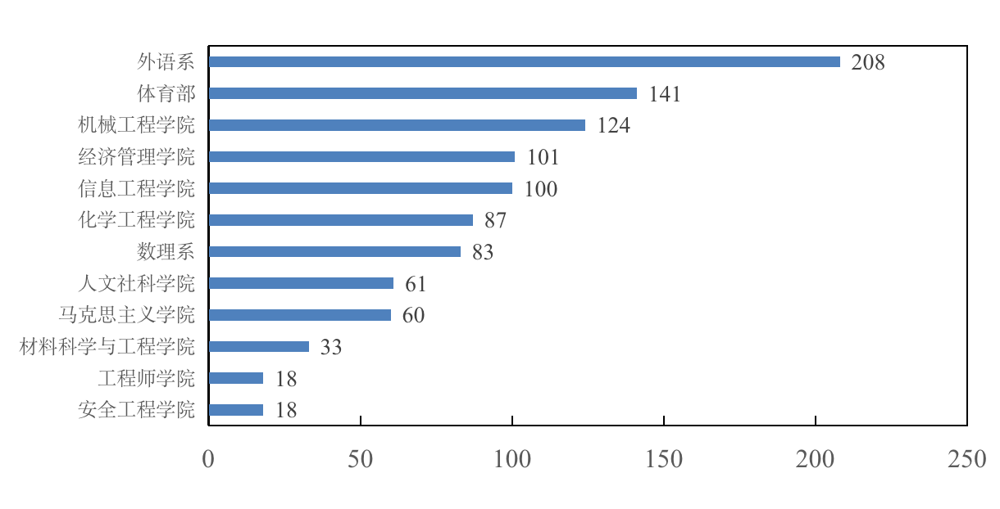 外语系 208
体育部 141
机械工程学院 124
经济管理学院 101
信息工程学院 100
化学工程学院 87
数理系 83
人文社科学院 61
马克思主义学院 60
材料科学与工程学院 33
工程师学院 18
安全工程学院 18
0 50 100 150 200 250